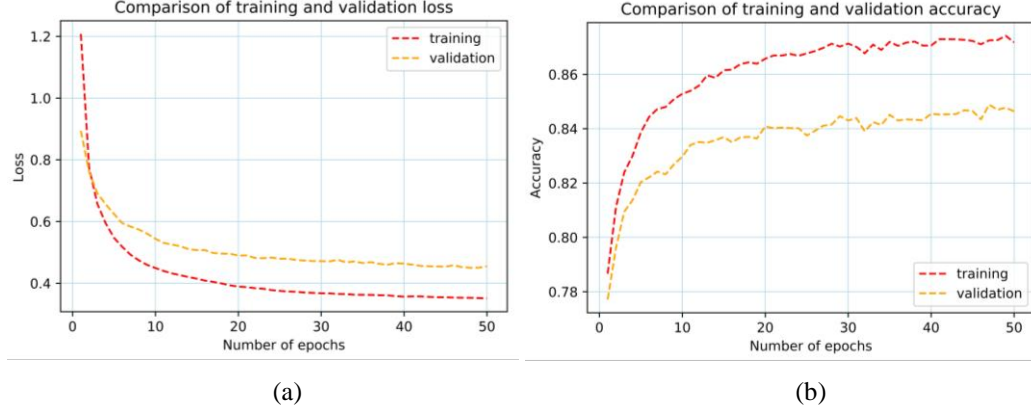 Comparison of training and validation loss
1.2
1.0
0.8
0.6
0.4
Loss
training
validation
0
10
20
30
40
50
Number of epochs
(a)
Comparison of training and validation accuracy
0.86
0.84
0.82
0.80
0.78
Accuracy
training
validation
0
10
20
30
40
50
Number of epochs
(b)